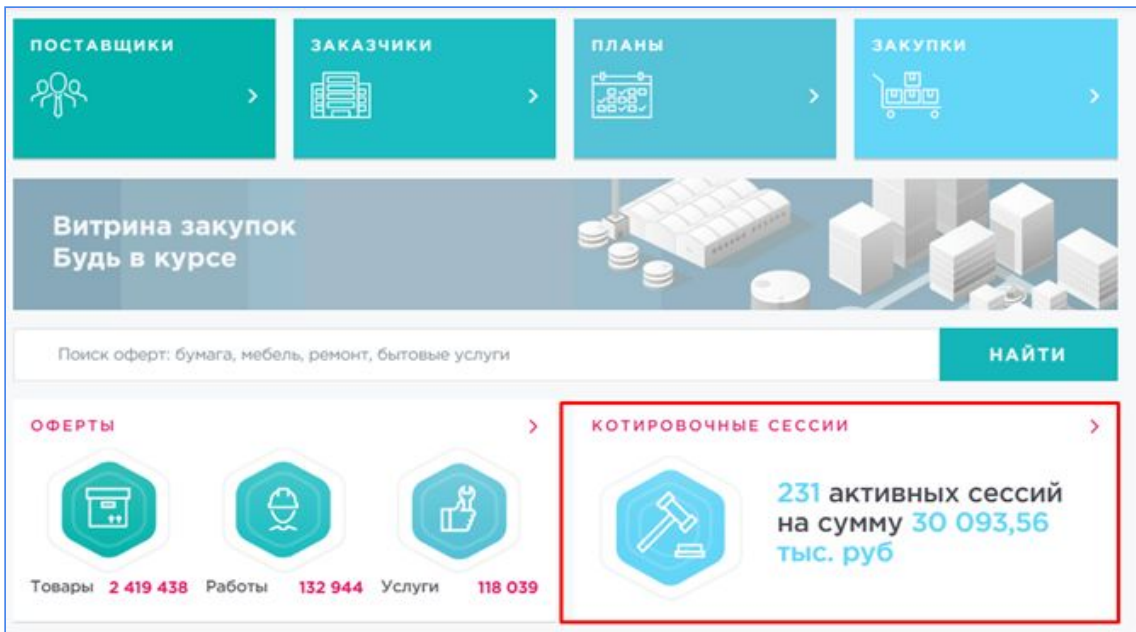 ПОСТАВЩИКИ
ЗАКАЗЧИКИ
ПЛАНЫ
ЗАКУПКИ
Витрина закупок
Будь в курсе
Поиск оферт: бумага, мебель, ремонт, бытовые услуги
НАЙТИ
ОФЕРТЫ
Товары 2 419 438 Работы 132 944 Услуги 118 039
КОТИРОВОЧНЫЕ СЕССИИ
231 активных сессий
на сумму 30 093,56
тыс. руб